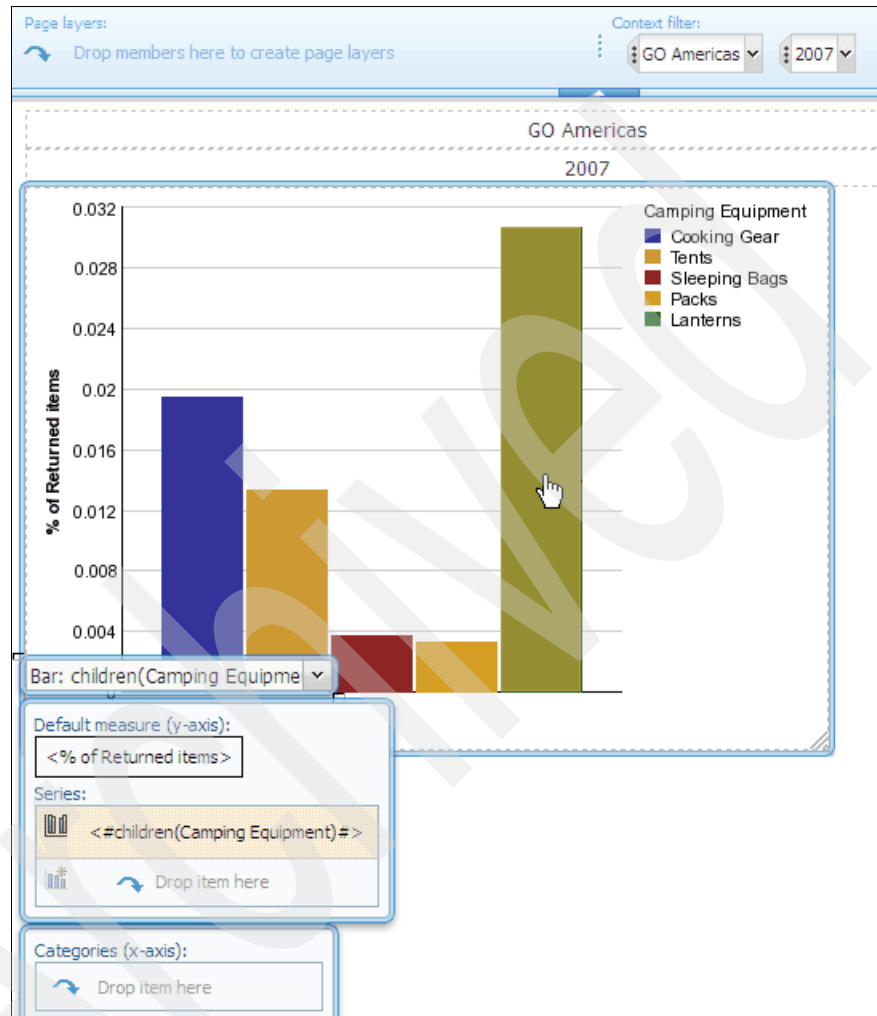 Page layers:
Context filter:
Drop members here to create page layers
GO Americas
2007
GO Americas
2007
0.032
0.028
0.024
0.02
0.016
0.012
0.008
0.004
% of Returned items
Camping Equipment
Cooking Gear
Tents
Sleeping Bags
Packs
Lanterns
Bar: children(Camping Equipme
Default measure (y-axis):
<% of Returned items>
Series:
<#children(Camping Equipment)#>
Drop item here
Categories (x-axis):
Drop item here